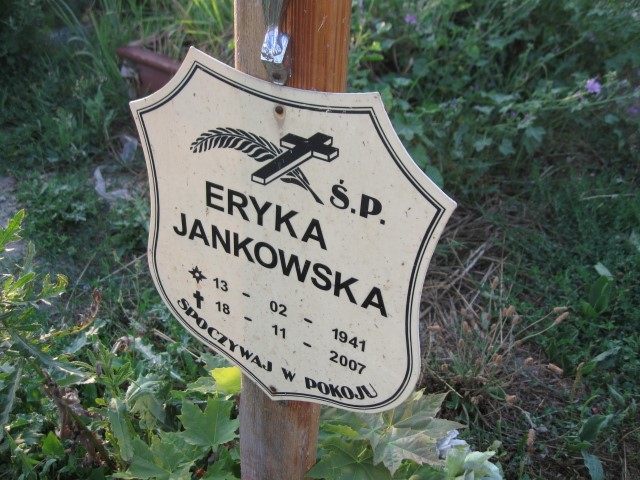 Ś.P.
ERYKA
JANKOWSKA
13 - 02 - 1941
18 - 11 - 2007
SPOCZYWAJ W POKOJU